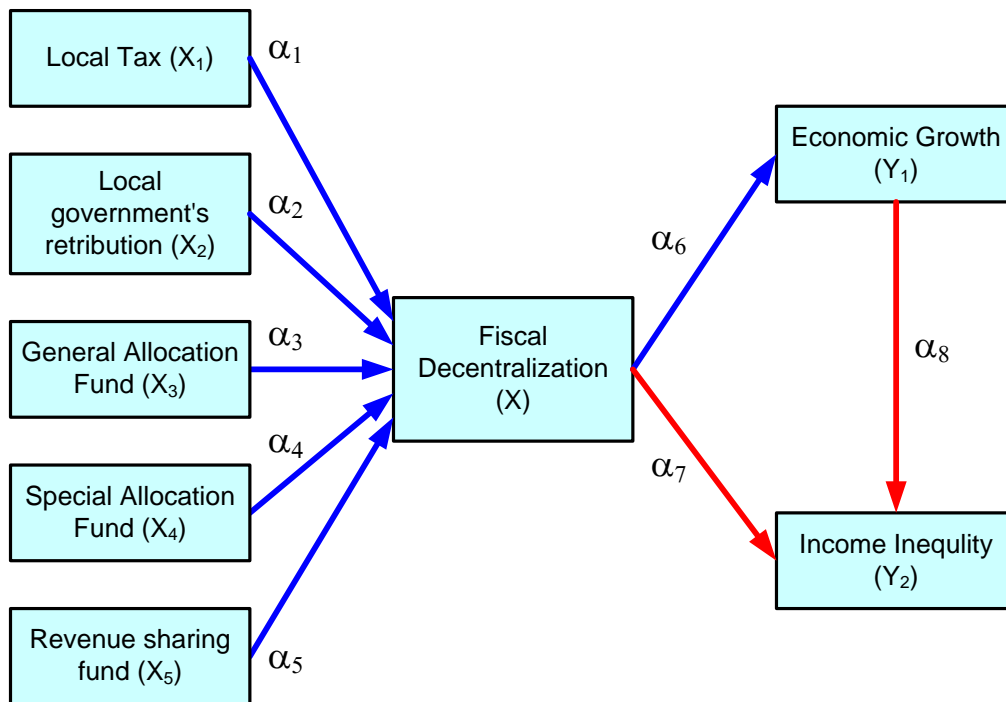 Local Tax (X₁)
α₁
Local
government's
retribution (X₂)
α₂
General Allocation
Fund (X₃)
α₃
Special Allocation
Fund (X₄)
α₄
Revenue sharing
fund (X₅)
α₅
Fiscal
Decentralization
(X)
α₆
α₇
Economic Growth
(Y₁)
α₈
Income Inequlity
(Y₂)